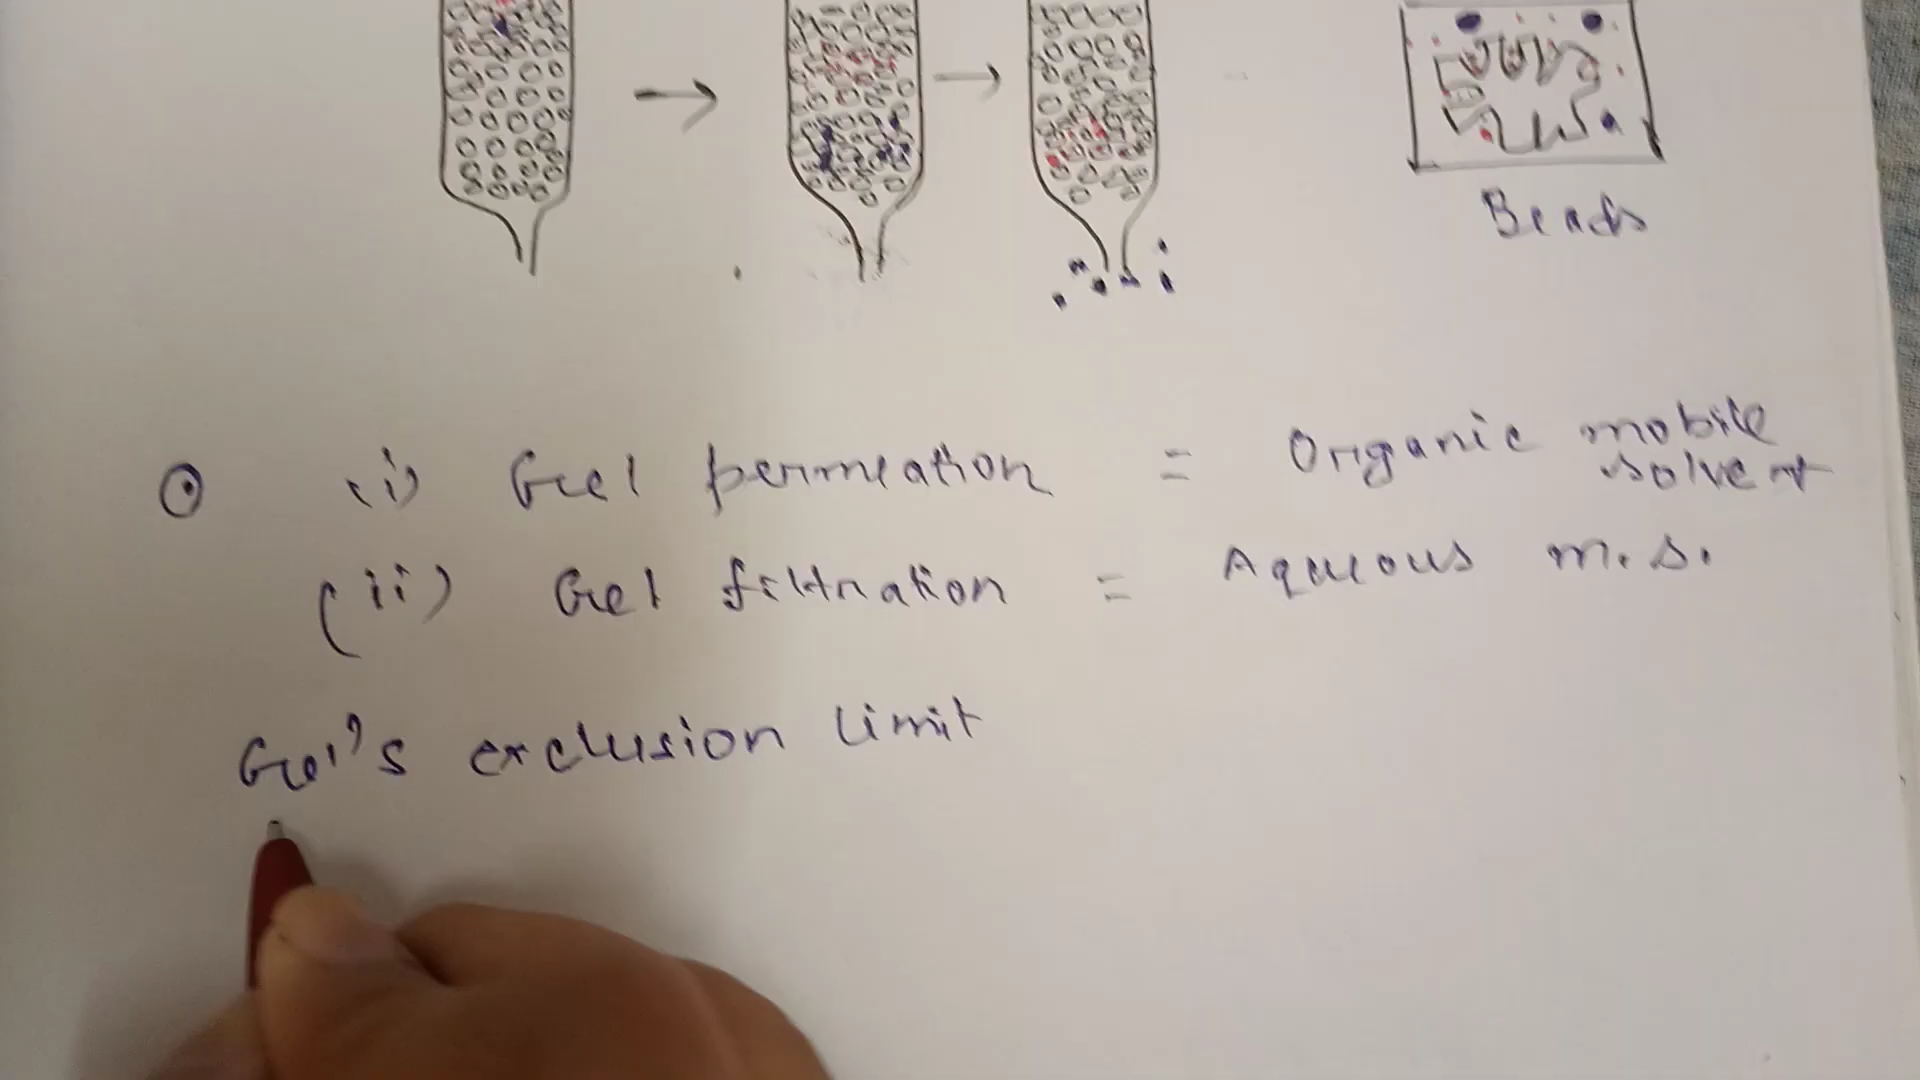 Beads
(i) Gel permeation = Organic mobile solvent
(ii) Gel filtration = Aqueous m.s.
Gel's exclusion limit